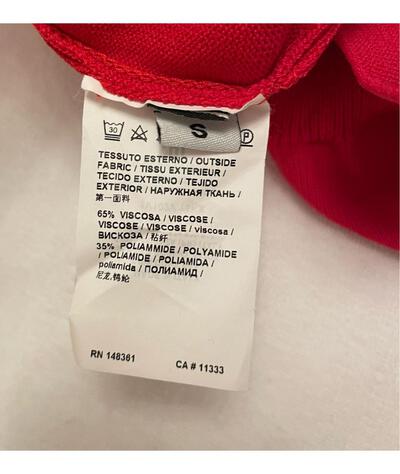 S
30
P
TESSUTO ESTERNO / OUTSIDE
FABRIC / TISSU EXTERIEUR /
TECIDO EXTERNO / TEJIDO
EXTERIOR / НАРУЖНАЯ ТКАНЬ /
第一面料
65% VISCOSA / VISCOSE /
VISCOSE / VISCOSE / viscosa /
ВИСКОЗА / 粘纤
35% POLIAMMIDE / POLYAMIDE
/ POLIAMIDE / POLIAMIDA /
poliamida / ПОЛИАМИД /
尼龙,锦纶
RN 148361
CA # 11333